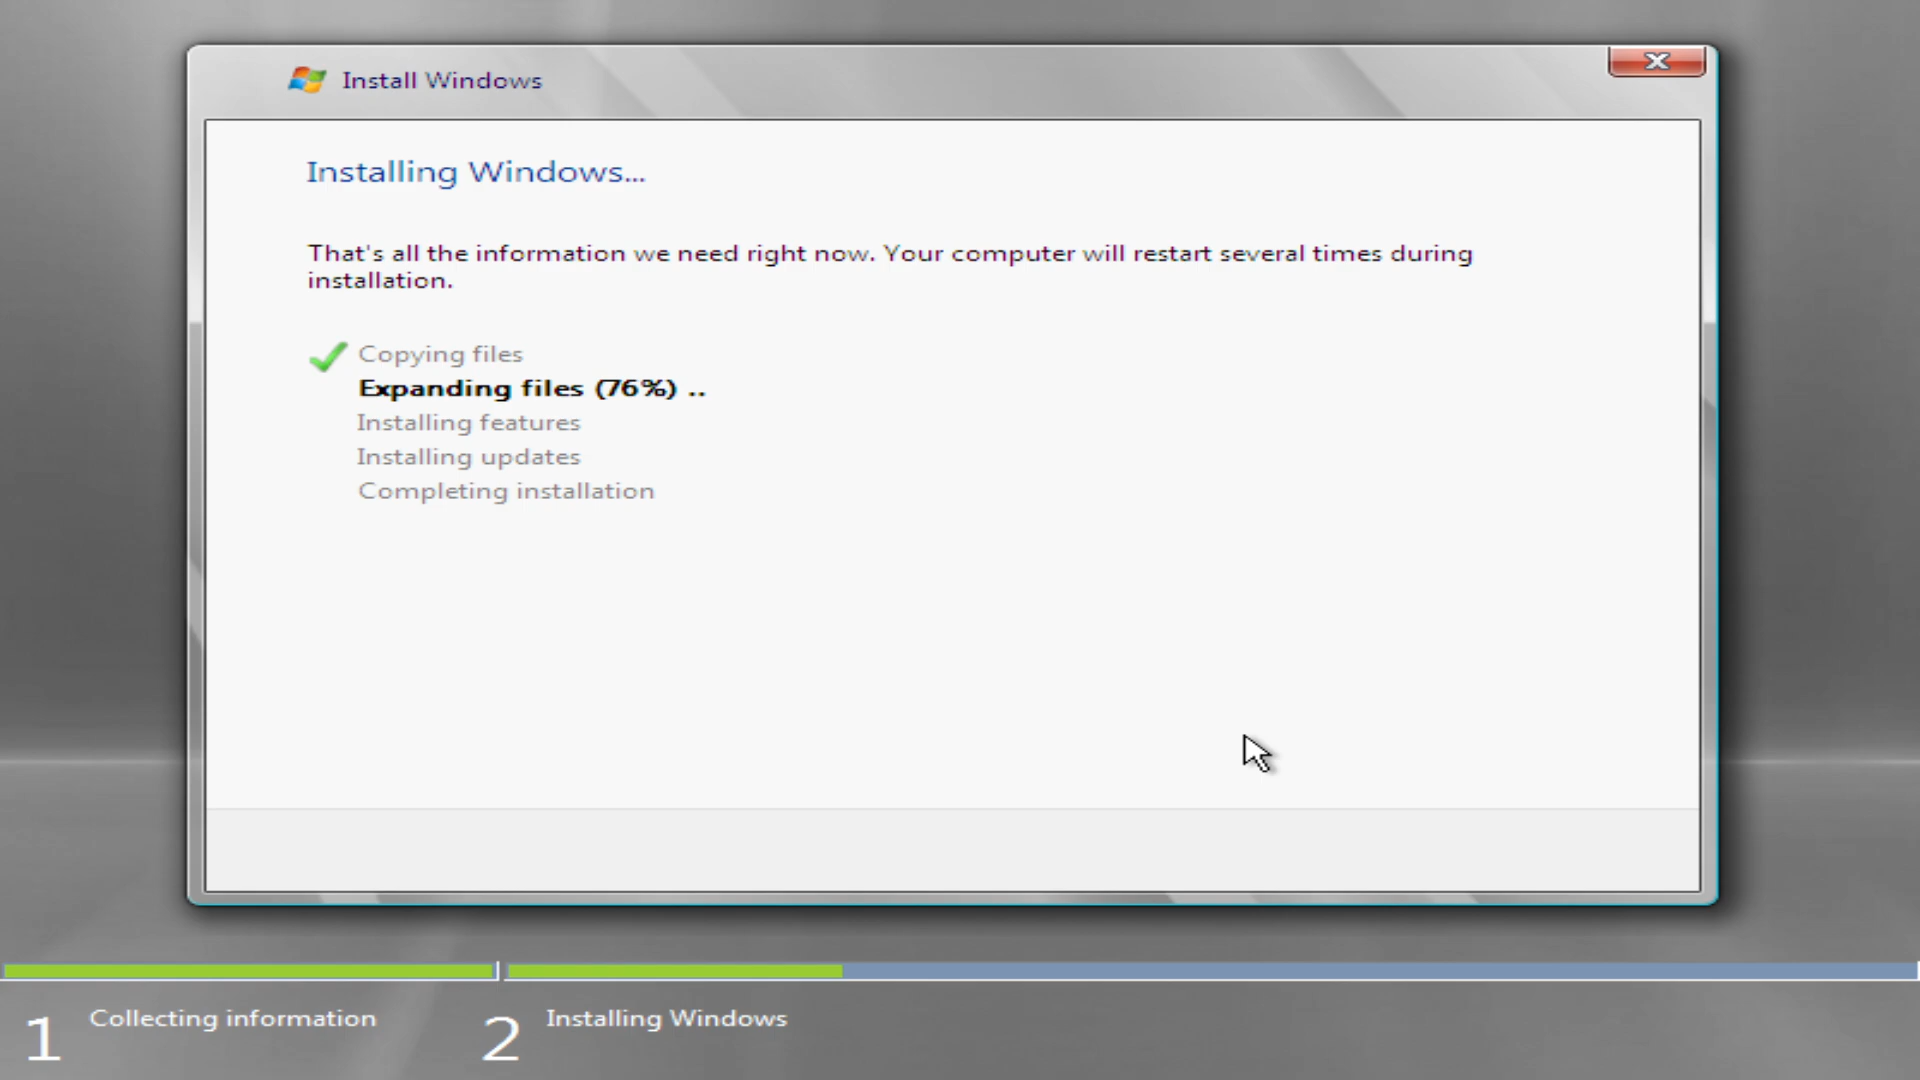 Install Windows
Installing Windows...
That's all the information we need right now. Your computer will restart several times during
installation.
Copying files
Expanding files (76%) ..
Installing features
Installing updates
Completing installation
1 Collecting information
2 Installing Windows